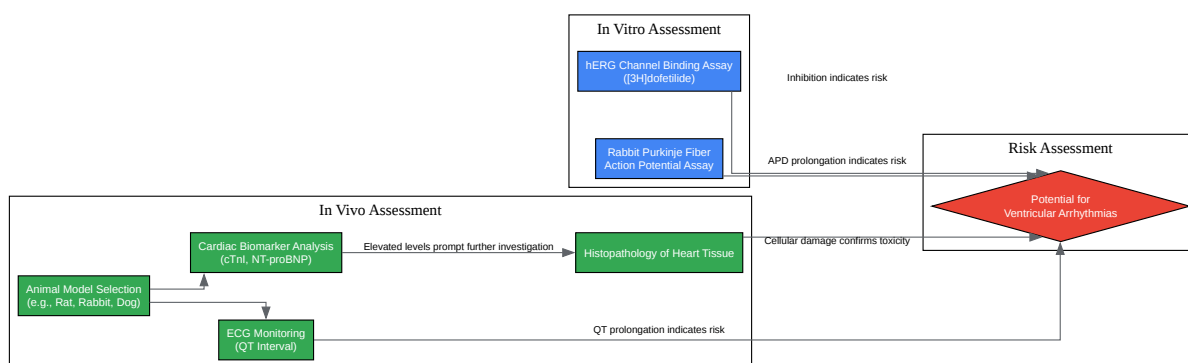 In Vitro Assessment
hERG Channel Binding Assay
([3H]dofetilide)
Inhibition indicates risk
Rabbit Purkinje Fiber
Action Potential Assay
APD prolongation indicates risk
Risk Assessment
Potential for
Ventricular Arrhythmias
In Vivo Assessment
Cardiac Biomarker Analysis
(cTnI, NT-proBNP)
Elevated levels prompt further investigation
Histopathology of Heart Tissue
Cellular damage confirms toxicity
Animal Model Selection
(e.g., Rat, Rabbit, Dog)
ECG Monitoring
(QT Interval)
QT prolongation indicates risk